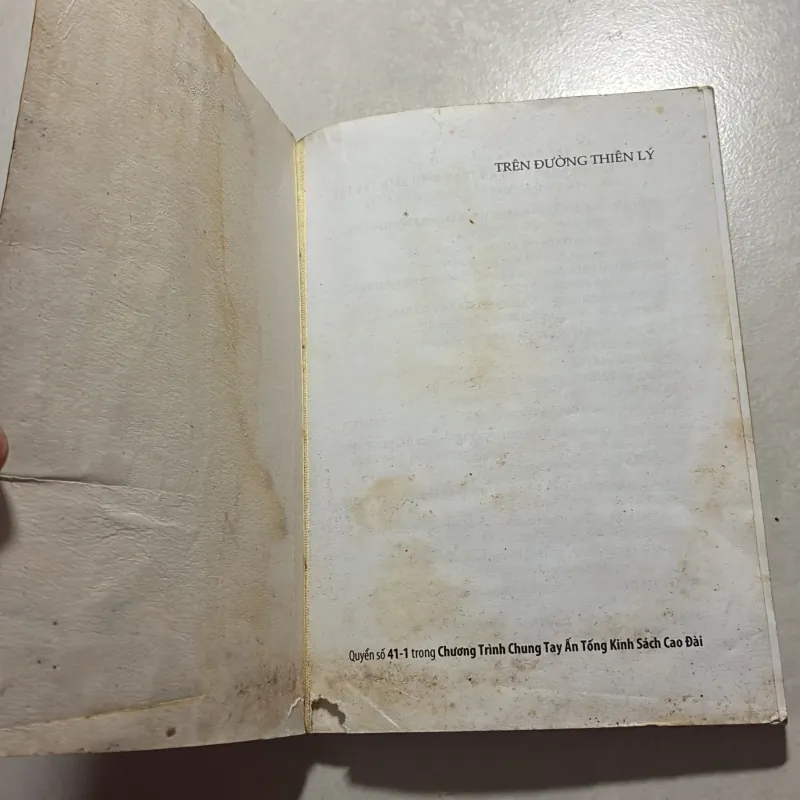 TRÊN ĐƯỜNG THIÊN LÝ
Quyển số 41-1 trong Chương Trình Chung Tay Ấn Tống Kinh Sách Cao Đài